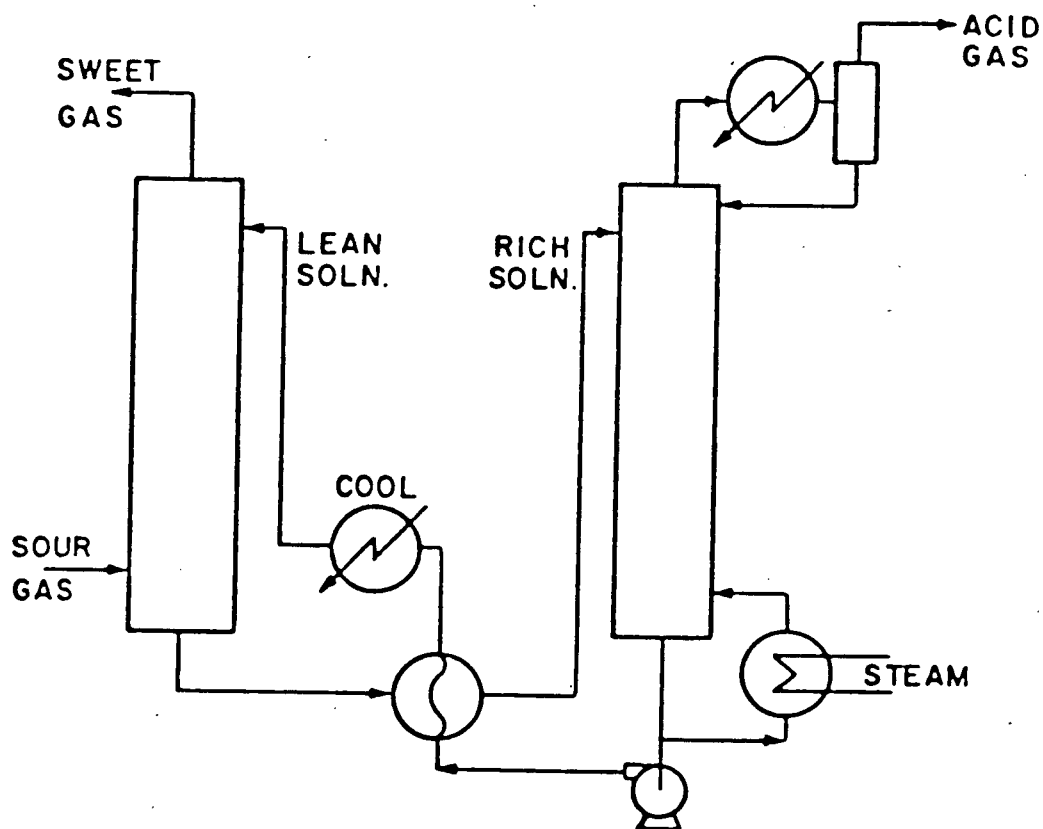 ACID
GAS
SWEET
GAS
LEAN
SOLN.
RICH
SOLN.
COOL
SOUR
GAS
STEAM